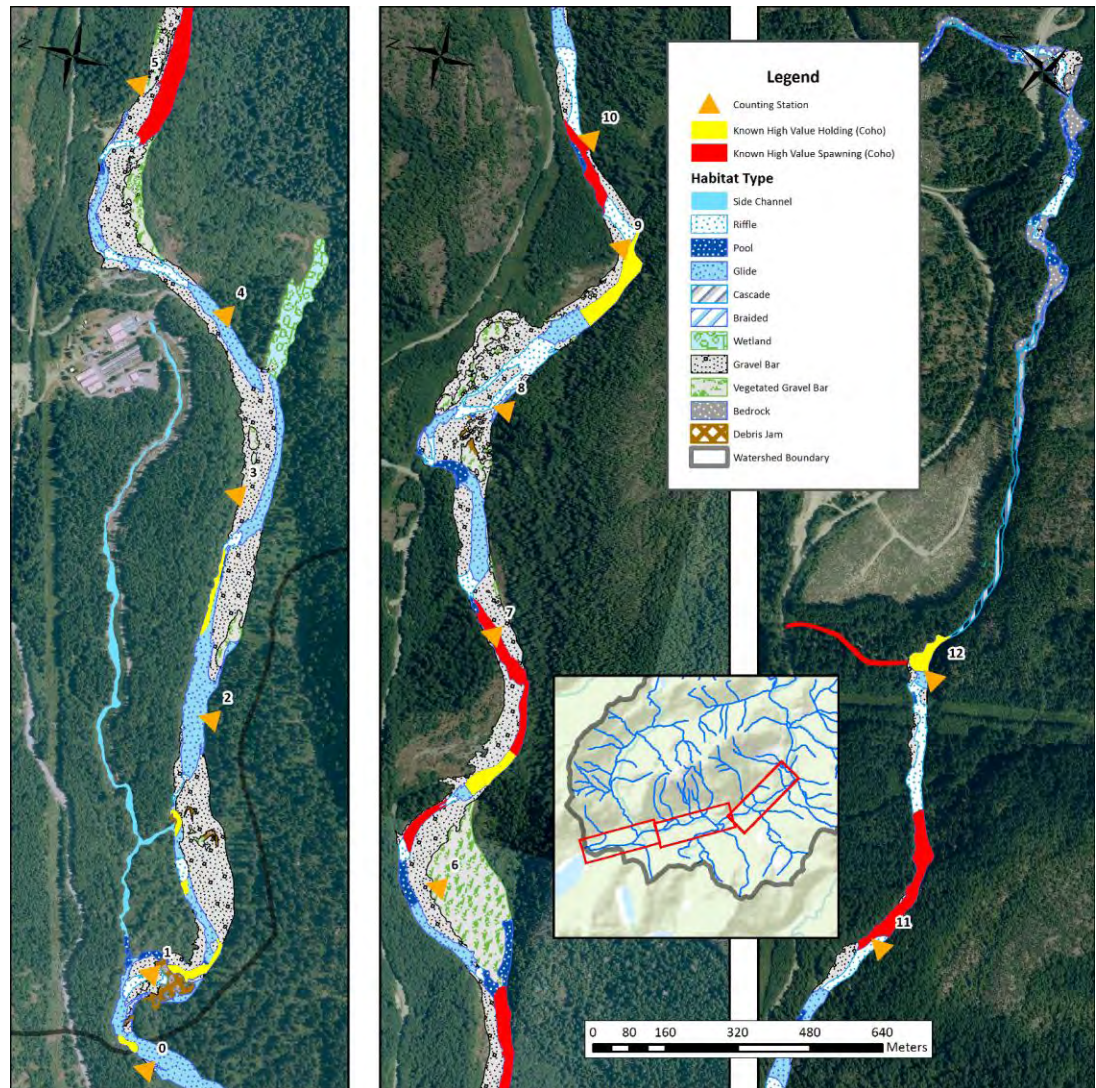 N
5
4
3
2
1
0
N
10
9
8
7
6
Legend
Counting Station
Known High Value Holding (Coho)
Known High Value Spawning (Coho)
Habitat Type
Side Channel
Riffle
Pool
Glide
Cascade
Braided
Wetland
Gravel Bar
Vegetated Gravel Bar
Bedrock
Debris Jam
Watershed Boundary
12
11
0 80 160 320 480 640
Meters